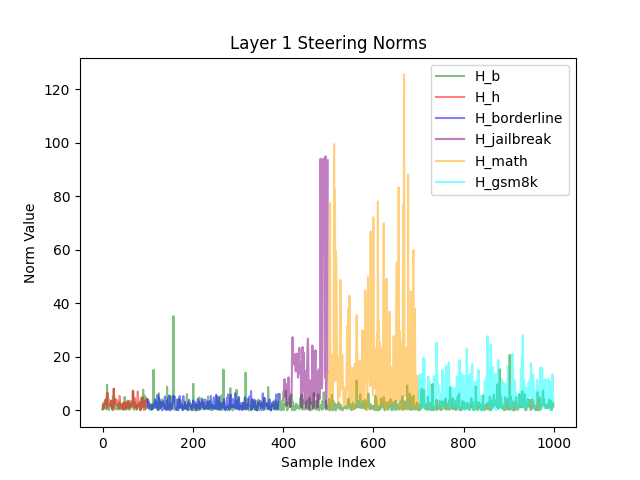 Layer 1 Steering Norms
Norm Value
120
100
80
60
40
20
0
H_b
H_h
H_borderline
H_jailbreak
H_math
H_gsm8k
0 200 400 600 800 1000
Sample Index